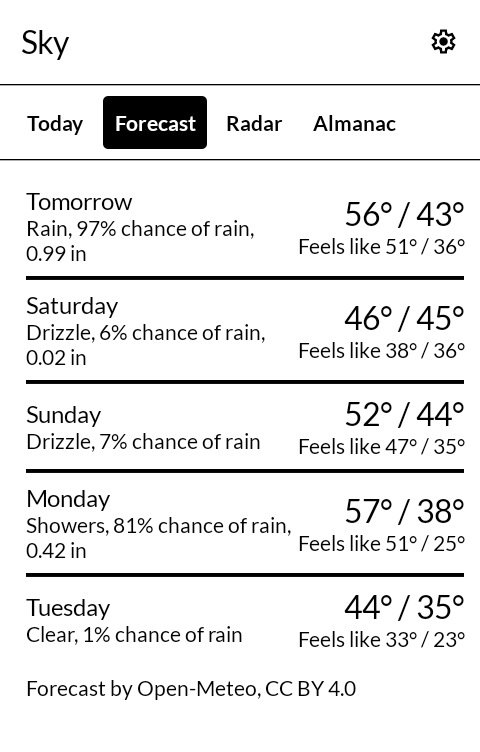 Sky
Today Forecast Radar Almanac
Tomorrow
Rain, 97% chance of rain,
0.99 in
56° / 43°
Feels like 51° / 36°
Saturday
Drizzle, 6% chance of rain,
0.02 in
46° / 45°
Feels like 38° / 36°
Sunday
Drizzle, 7% chance of rain
52° / 44°
Feels like 47° / 35°
Monday
Showers, 81% chance of rain,
0.42 in
57° / 38°
Feels like 51° / 25°
Tuesday
Clear, 1% chance of rain
44° / 35°
Feels like 33° / 23°
Forecast by Open-Meteo, CC BY 4.0